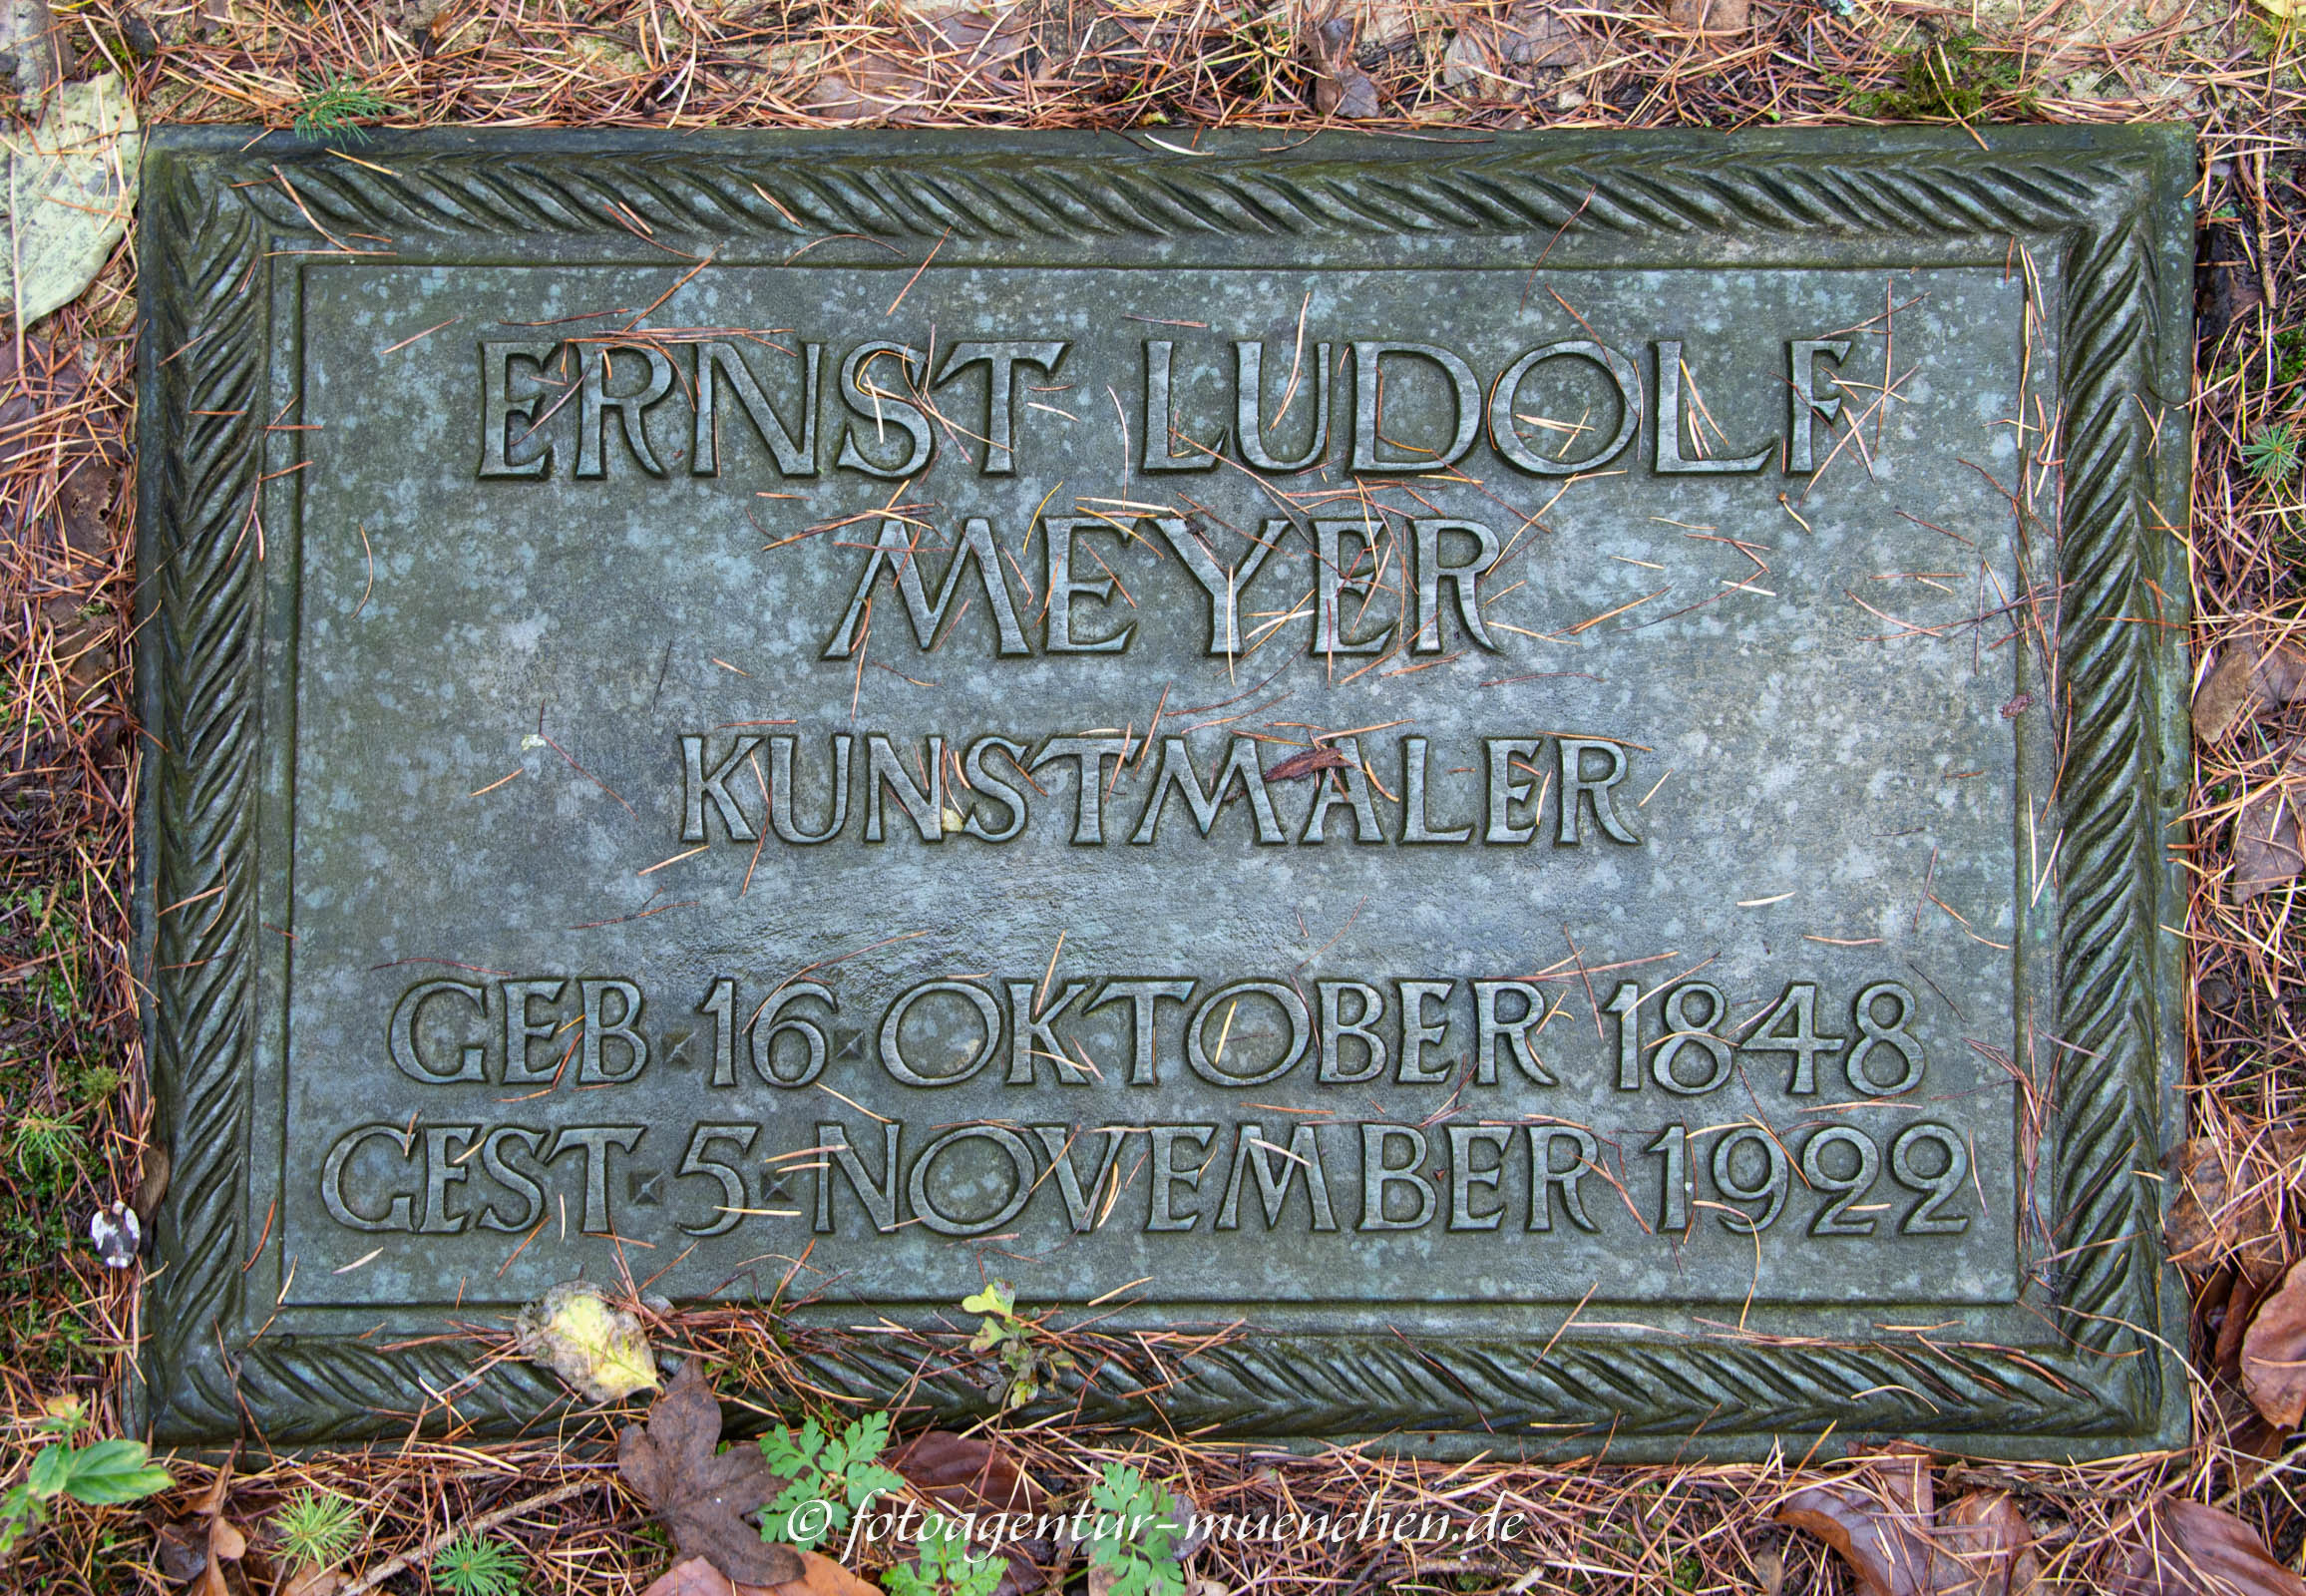 ERNST LUDOLF
MEYER
KUNSTMALER
GEB·16·OKTOBER 1848
GEST·5·NOVEMBER 1922
© fotoagentur-muenchen.de